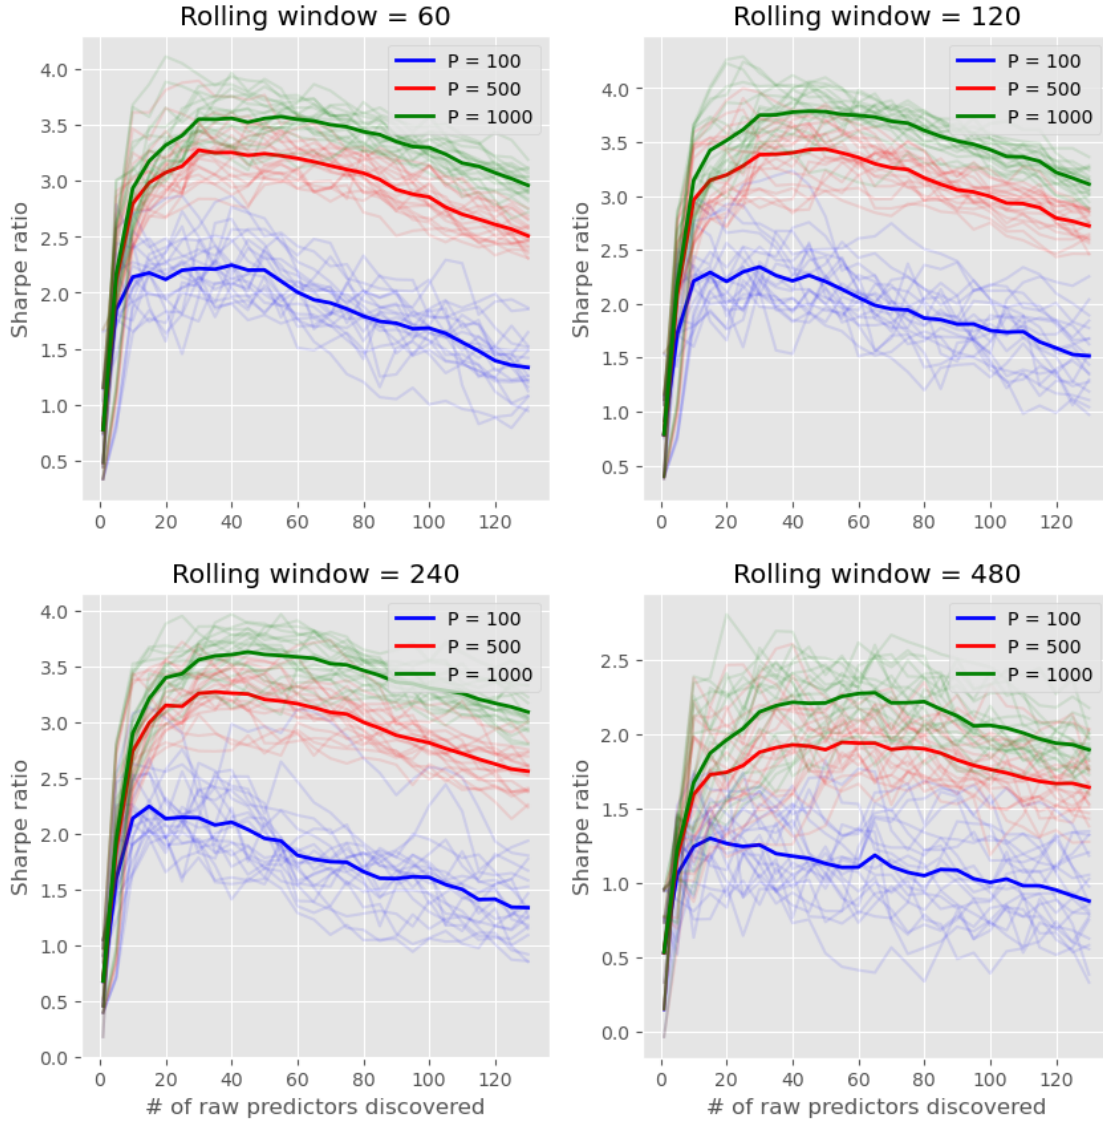 Rolling window = 60
Sharpe ratio
4.0
3.5
3.0
2.5
2.0
1.5
1.0
0.5
P = 100
P = 500
P = 1000
0 20 40 60 80 100 120
Rolling window = 120
Sharpe ratio
4.0
3.5
3.0
2.5
2.0
1.5
1.0
0.5
P = 100
P = 500
P = 1000
0 20 40 60 80 100 120
Rolling window = 240
Sharpe ratio
4.0
3.5
3.0
2.5
2.0
1.5
1.0
0.5
0.0
P = 100
P = 500
P = 1000
0 20 40 60 80 100 120
# of raw predictors discovered
Rolling window = 480
Sharpe ratio
2.5
2.0
1.5
1.0
0.5
0.0
P = 100
P = 500
P = 1000
0 20 40 60 80 100 120
# of raw predictors discovered